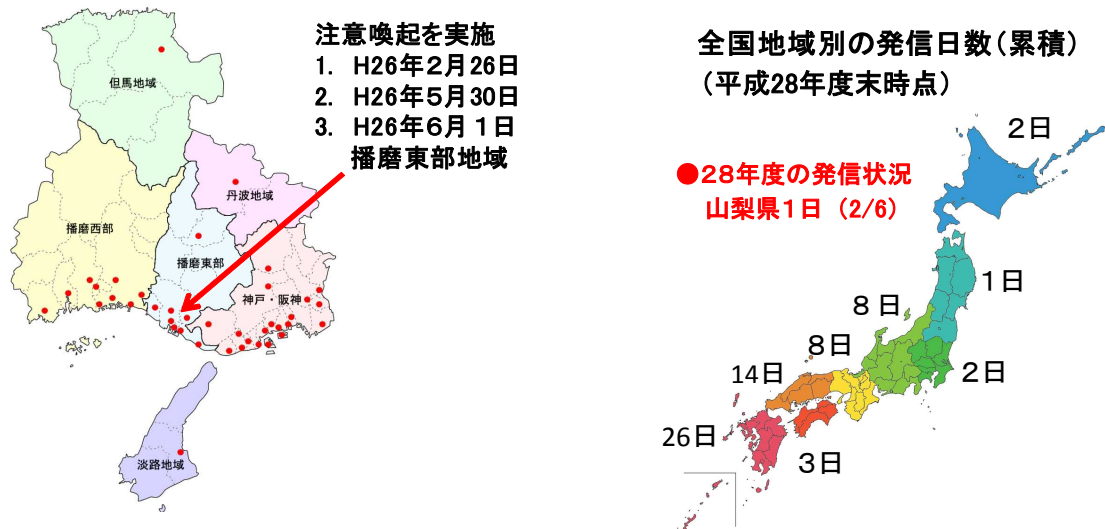 注意喚起を実施
1. H26年2月26日
2. H26年5月30日
3. H26年6月1日
播磨東部地域
但馬地域
丹波地域
播磨西部
播磨東部
神戸・阪神
淡路地域
全国地域別の発信日数(累積)
(平成28年度末時点)
●28年度の発信状況
山梨県1日 (2/6)
2日
1日
8日
8日
2日
14日
26日
3日